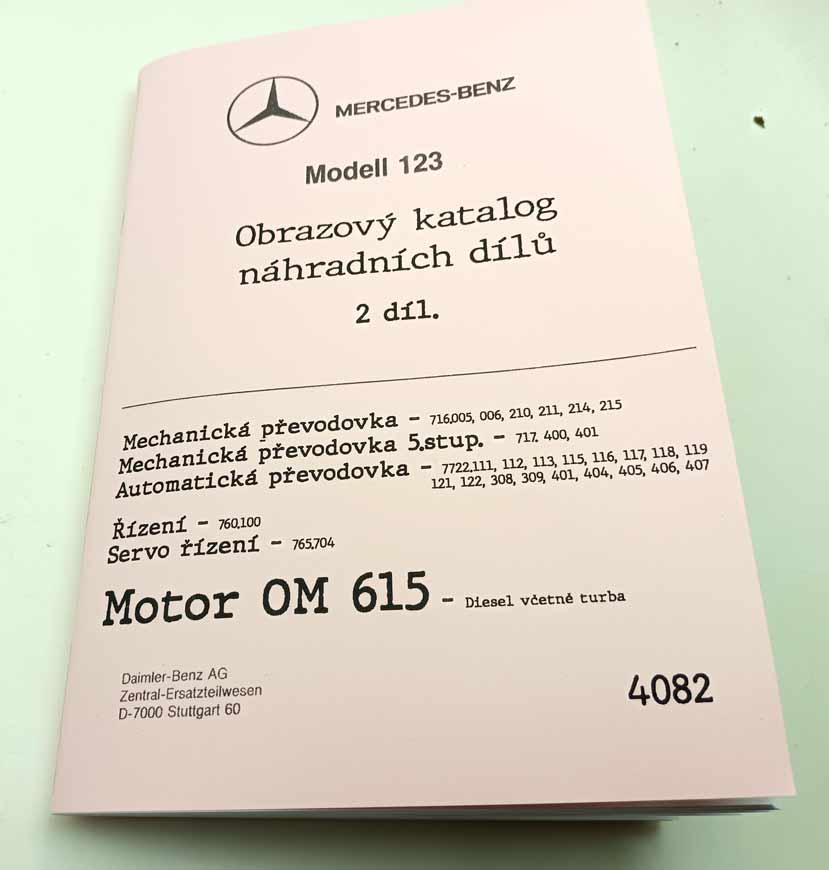 MERCEDES-BENZ
Modell 123
Obrazový katalog
náhradních dílů
2 díl.
Mechanická převodovka - 716,005, 006, 210, 211, 214, 215
Mechanická převodovka 5.stup. - 717. 400, 401
Automatická převodovka - 7722,111, 112, 113, 115, 116, 117, 118, 119
121, 122, 308, 309, 401, 404, 405, 406, 407
Řízení - 760,100
Servo řízení - 765,704
Motor OM 615 - Diesel včetně turba
Daimler-Benz AG
Zentral-Ersatzteilwesen
D-7000 Stuttgart 60
4082